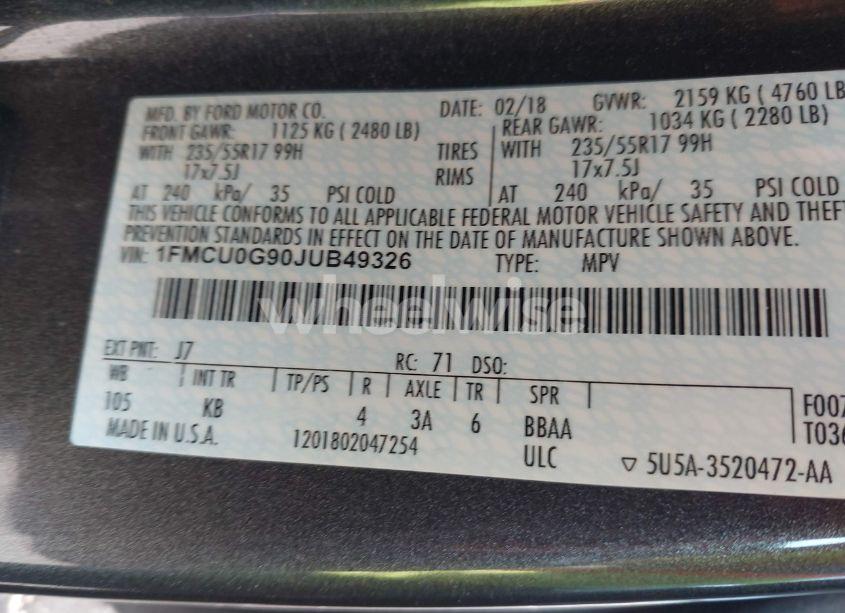 MFD. BY FORD MOTOR CO. DATE: 02/18 GVWR: 2159 KG ( 4760 LB
FRONT GAWR: 1125 KG ( 2480 LB) REAR GAWR: 1034 KG ( 2280 LB)
WITH 235/55R17 99H TIRES WITH 235/55R17 99H
17x7.5J RIMS 17x7.5J
AT 240 kPa/ 35 PSI COLD AT 240 kPa/ 35 PSI COLD
THIS VEHICLE CONFORMS TO ALL APPLICABLE FEDERAL MOTOR VEHICLE SAFETY AND THEFT
PREVENTION STANDARDS IN EFFECT ON THE DATE OF MANUFACTURE SHOWN ABOVE.
VIN: 1FMCU0G90JUB49326 TYPE: MPV
wheelwise
EXT PNT: J7 RC: 71 DSO:
WB INT TR TP/PS R AXLE TR SPR
105 KB 4 3A 6 BBAA
MADE IN U.S.A. 1201802047254 ULC
F007
T036
▽ 5U5A-3520472-AA